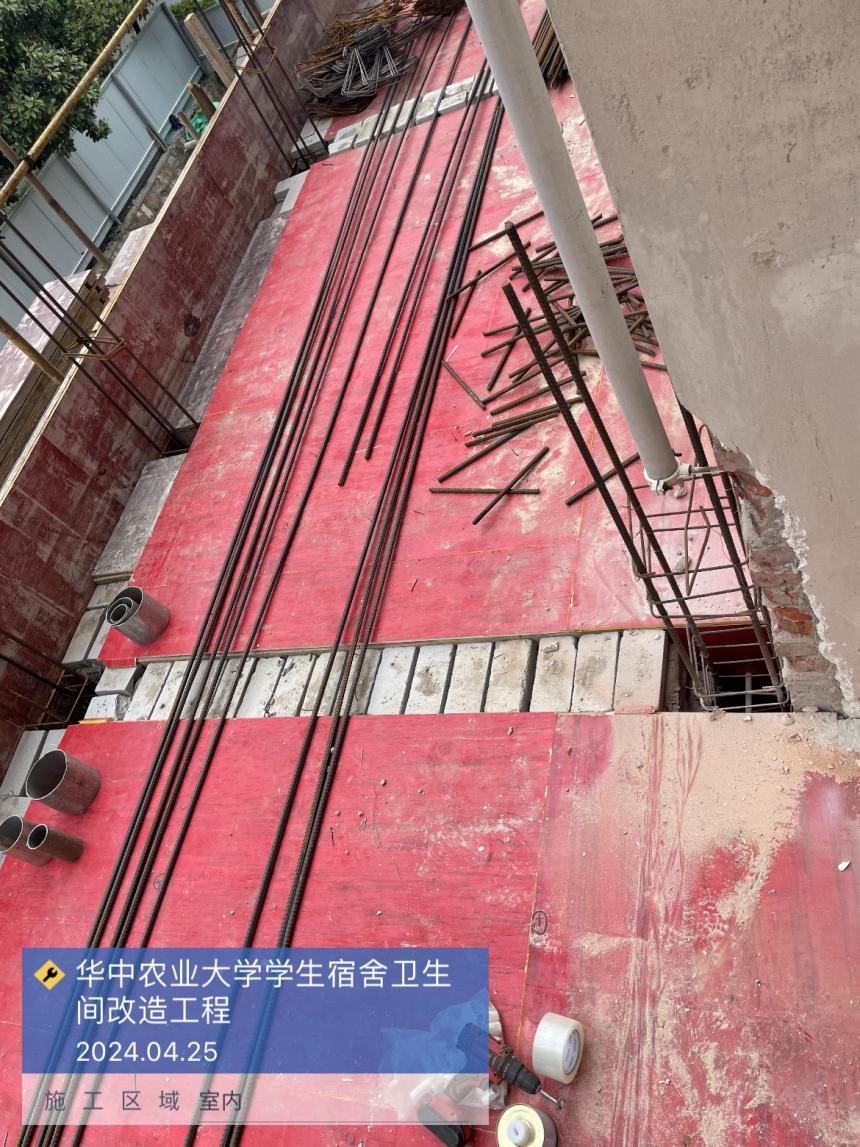 华中农业大学学生宿舍卫生
间改造工程
2024.04.25
施 工 区 域 室内